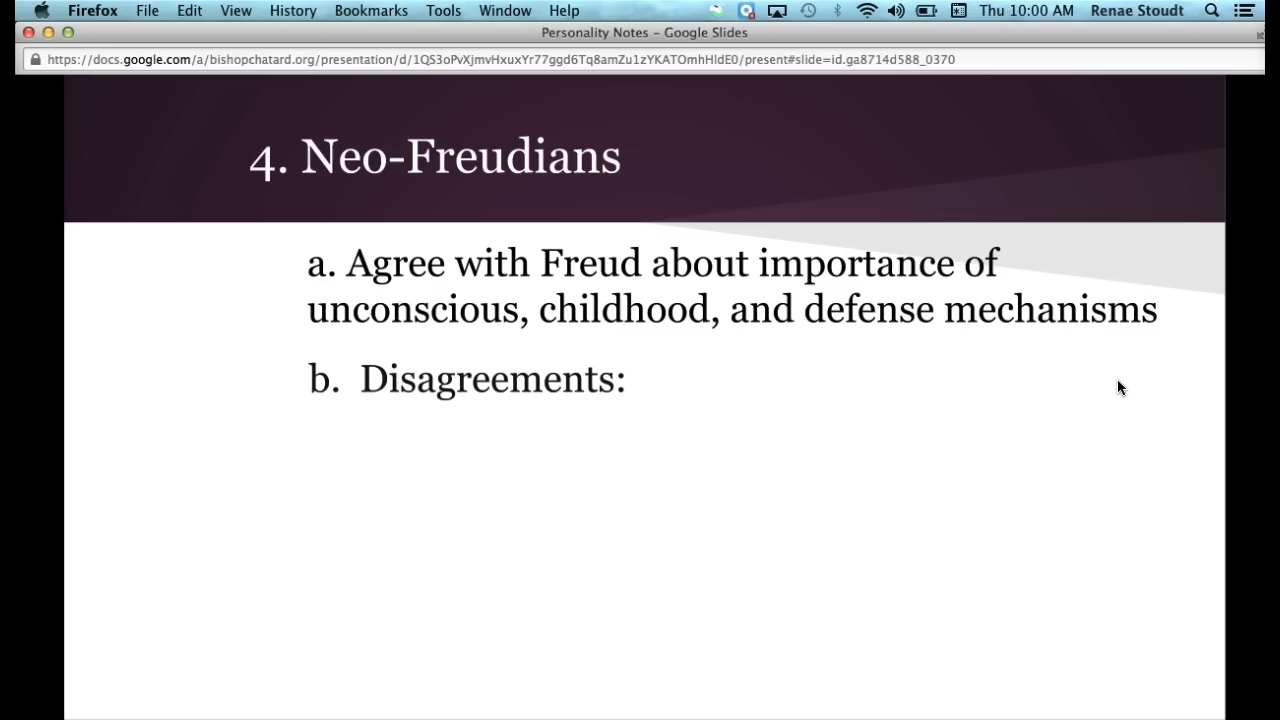 Firefox File Edit View History Bookmarks Tools Window Help Thu 10:00 AM Renae Stoudt
Personality Notes – Google Slides
https://docs.google.com/a/bishopchatard.org/presentation/d/1QS3oPvXjmvHxuxYr77ggd6Tq8amZu1zYKATOmhHldE0/present#slide=id.ga8714d588_0370
4. Neo-Freudians
a. Agree with Freud about importance of
unconscious, childhood, and defense mechanisms
b. Disagreements: